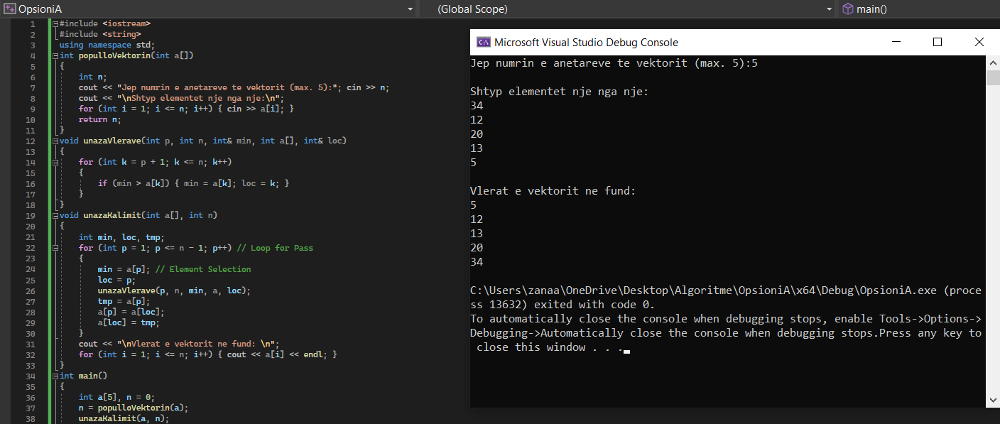 OpsioniA (Global Scope) main()
1 #include <iostream>
2 #include <string>
3 using namespace std;
4 int populloVektorin(int a[])
5 {
6 int n;
7 cout << "Jep numrin e anetareve te vektorit (max. 5):"; cin >> n;
8 cout << "\nShtyp elementet nje nga nje:\n";
9 for (int i = 1; i <= n; i++) { cin >> a[i]; }
10 return n;
11 }
12 void unazaVlerave(int p, int n, int& min, int a[], int& loc)
13 {
14 for (int k = p + 1; k <= n; k++)
15 {
16 if (min > a[k]) { min = a[k]; loc = k; }
17 }
18 }
19 void unazaKalimit(int a[], int n)
20 {
21 int min, loc, tmp;
22 for (int p = 1; p <= n - 1; p++) // Loop for Pass
23 {
24 min = a[p]; // Element Selection
25 loc = p;
26 unazaVlerave(p, n, min, a, loc);
27 tmp = a[p];
28 a[p] = a[loc];
29 a[loc] = tmp;
30 }
31 cout << "\nVlerat e vektorit ne fund: \n";
32 for (int i = 1; i <= n; i++) { cout << a[i] << endl; }
33 }
34 int main()
35 {
36 int a[5], n = 0;
37 n = populloVektorin(a);
38 unazaKalimit(a, n);
C:\ Microsoft Visual Studio Debug Console
Jep numrin e anetareve te vektorit (max. 5):5
Shtyp elementet nje nga nje:
34
12
20
13
5
Vlerat e vektorit ne fund:
5
12
13
20
34
C:\Users\zanaa\OneDrive\Desktop\Algoritme\OpsioniA\x64\Debug\OpsioniA.exe (proce
ss 13632) exited with code 0.
To automatically close the console when debugging stops, enable Tools->Options->
Debugging->Automatically close the console when debugging stops.Press any key to
close this window . . .